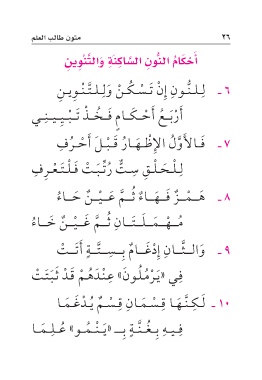 ٢٦ متون طالب العلم
أَحْكَامُ النُّونِ السَّاكِنَةِ وَالتَّنْوِينِ
٦ - لِلنُّونِ إِنْ تَسْكُنْ وَلِلتَّنْوِينِ
أَرْبَعُ أَحْكَامٍ فَخُذْ تَبْيِينِي
٧ - فَالأَوَّلُ الإِظْهَارُ قَبْلَ أَحْرُفِ
لِلْحَلْقِ سِتٌّ رُتِّبَتْ فَلْتَعْرِفِ
٨ - هَمْزٌ فَهَاءٌ ثُمَّ عَيْنٌ حَاءُ
مُهْمَلَتَانِ ثُمَّ غَيْنٌ خَاءُ
٩ - وَالثَّانِ إِدْغَامٌ بِسِتَّةٍ أَتَتْ
فِي «يَرْمُلُونَ» عِنْدَهُمْ قَدْ ثَبَتَتْ
١٠ - لَكِنَّهَا قِسْمَانِ قِسْمٌ يُدْغَمَا
فِيهِ بِغُنَّةٍ بِـ «يَنْمُو» عُلِمَا